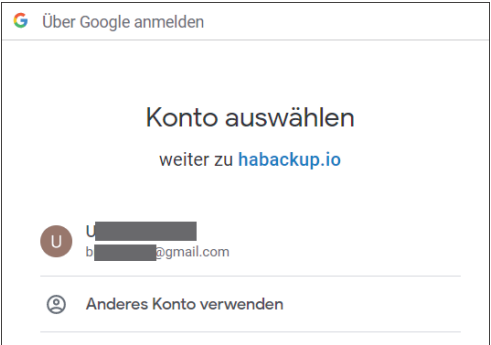 Über Google anmelden
Konto auswählen
weiter zu habackup.io
U
U
b @gmail.com
Anderes Konto verwenden